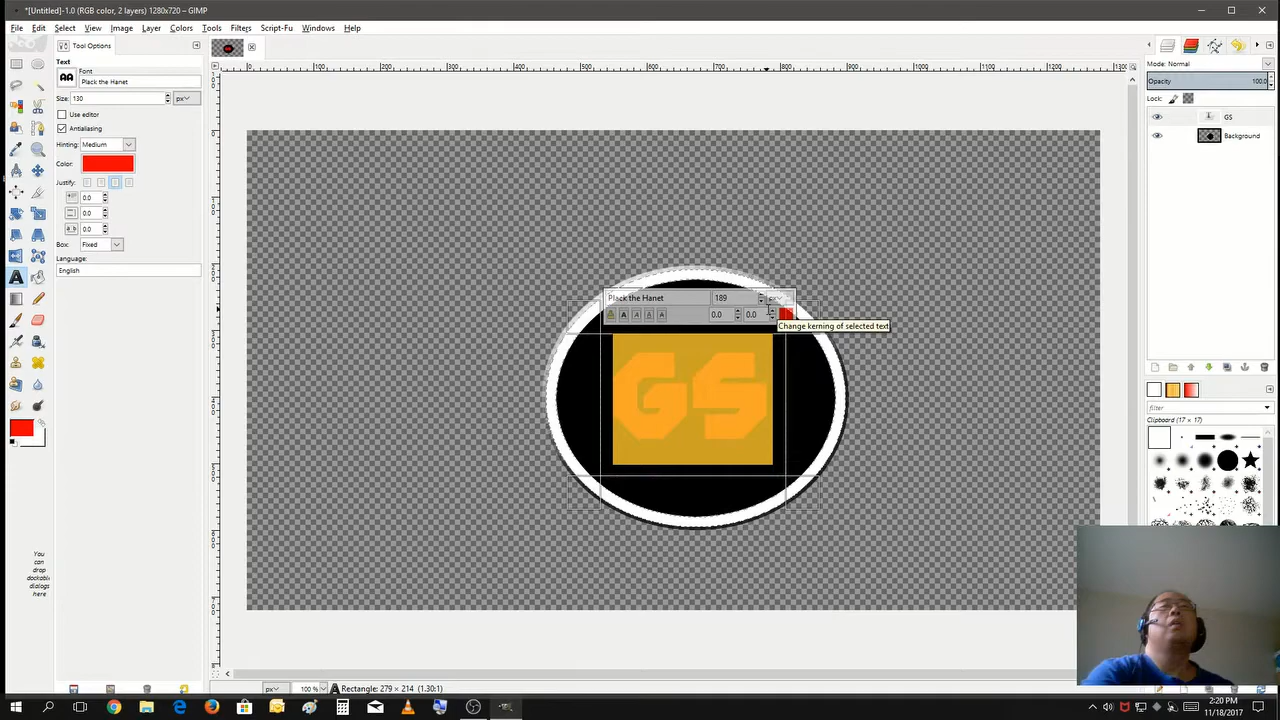 *[Untitled]-1.0 (RGB color, 2 layers) 1280x720 – GIMP
File Edit Select View Image Layer Colors Tools Filters Script-Fu Windows Help
Tool Options
Text
Font
Plack the Hanet
Size: 130 px
Use editor
Antialiasing
Hinting: Medium
Color:
Justify:
0.0
0.0
0.0
Box: Fixed
Language:
English
You
can
drop
dockable
dialogs
here
Plack the Hanet 189 px
A A A A
0.0 0.0
Change kerning of selected text
GS
px 100 % Rectangle: 279 × 214 (1.30:1)
Mode: Normal
Opacity 100.0
Lock:
GS
Background
filter
Clipboard (17 × 17)
2:20 PM
11/18/2017